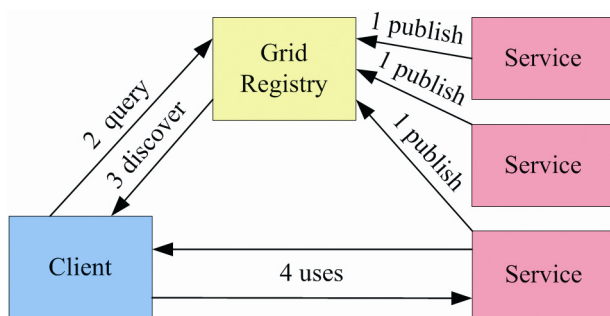 1 publish
Grid
Registry
Service
1 publish
2 query
3 discover
1 publish
Service
Client
4 uses
Service